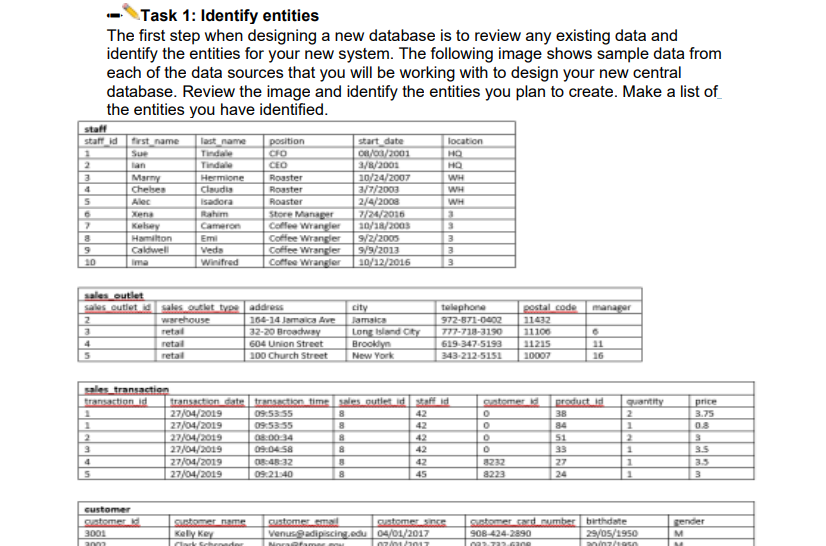 Task 1: Identify entities
The first step when designing a new database is to review any existing data and
identify the entities for your new system. The following image shows sample data from
each of the data sources that you will be working with to design your new central
database. Review the image and identify the entities you plan to create. Make a list of
the entities you have identified.
staff
staff_id first_name last_name position start_date location
1 Sue Tindale CFO 08/03/2001 HQ
2 Ian Tindale CEO 3/8/2001 HQ
3 Marny Hermione Roaster 10/24/2007 WH
4 Chelsea Claudia Roaster 3/7/2003 WH
5 Alec Isadora Roaster 2/4/2008 WH
6 Xena Rahim Store Manager 7/24/2016 3
7 Kelsey Cameron Coffee Wrangler 10/18/2003 3
8 Hamilton Emi Coffee Wrangler 9/2/2005 3
9 Caldwell Veda Coffee Wrangler 9/9/2013 3
10 Ima Winifred Coffee Wrangler 10/12/2016 3
sales_outlet
sales_outlet_id sales_outlet_type address city telephone postal_code manager
2 warehouse 164-14 Jamaica Ave Jamaica 972-871-0402 11432
3 retail 32-20 Broadway Long Island City 777-718-3190 11106 6
4 retail 604 Union Street Brooklyn 619-347-5193 11215 11
5 retail 100 Church Street New York 343-212-5151 10007 16
sales_transaction
transaction_id transaction_date transaction_time sales_outlet_id staff_id customer_id product_id quantity price
1 27/04/2019 09:53:55 8 42 0 38 2 3.75
1 27/04/2019 09:53:55 8 42 0 84 1 0.8
2 27/04/2019 08:00:34 8 42 0 51 2 3
3 27/04/2019 09:04:58 8 42 0 33 1 3.5
4 27/04/2019 08:48:32 8 42 8232 27 1 3.5
5 27/04/2019 09:21:40 8 45 8223 24 1 3
customer
customer_id customer_name customer_email customer_since customer_card_number birthdate gender
3001 Kelly Key Venus@adipiscing.edu 04/01/2017 908-424-2890 29/05/1950 M